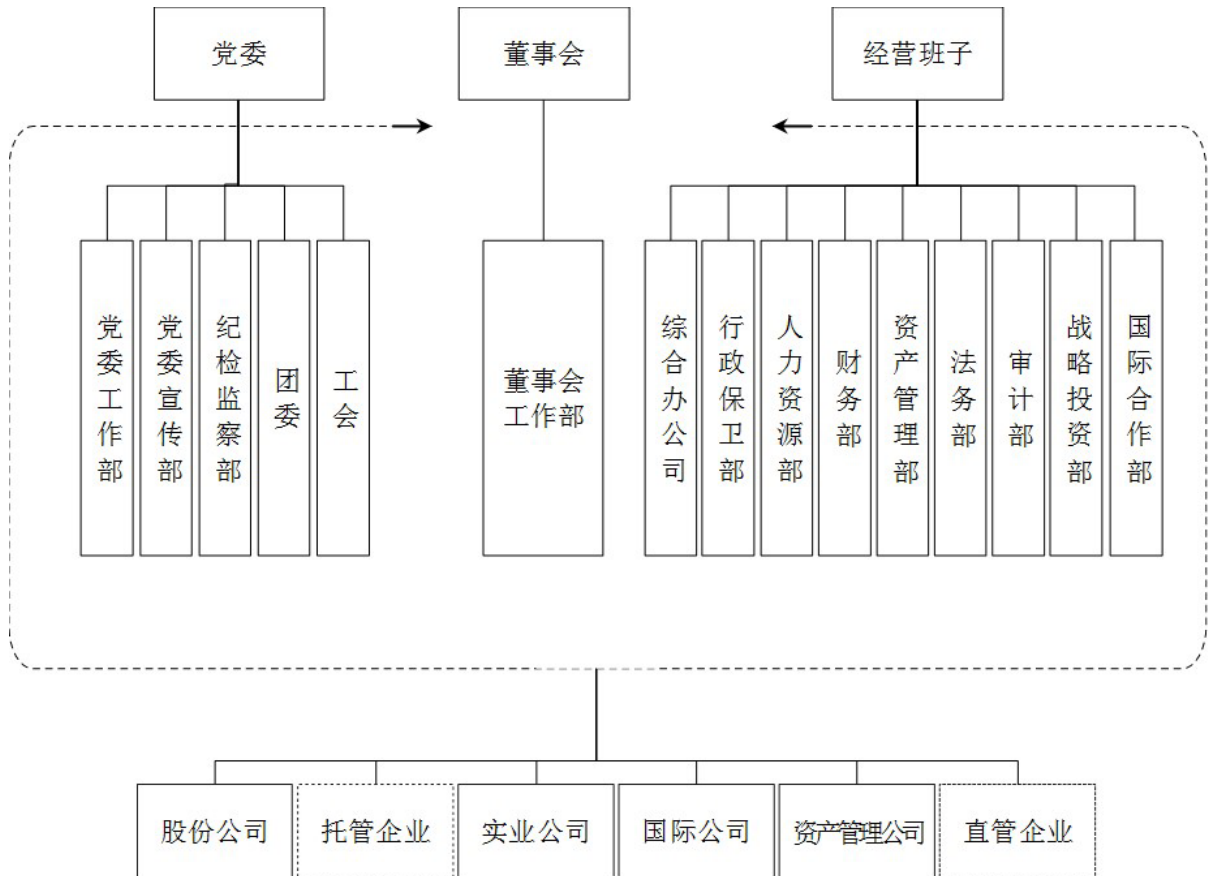 党委
董事会
经营班子
党委工作部
党委宣传部
纪检监察部
团委
工会
董事会
工作部
综合办公司
行政保卫部
人力资源部
财务部
资产管理部
法务部
审计部
战略投资部
国际合作部
股份公司
托管企业
实业公司
国际公司
资产管理公司
直管企业